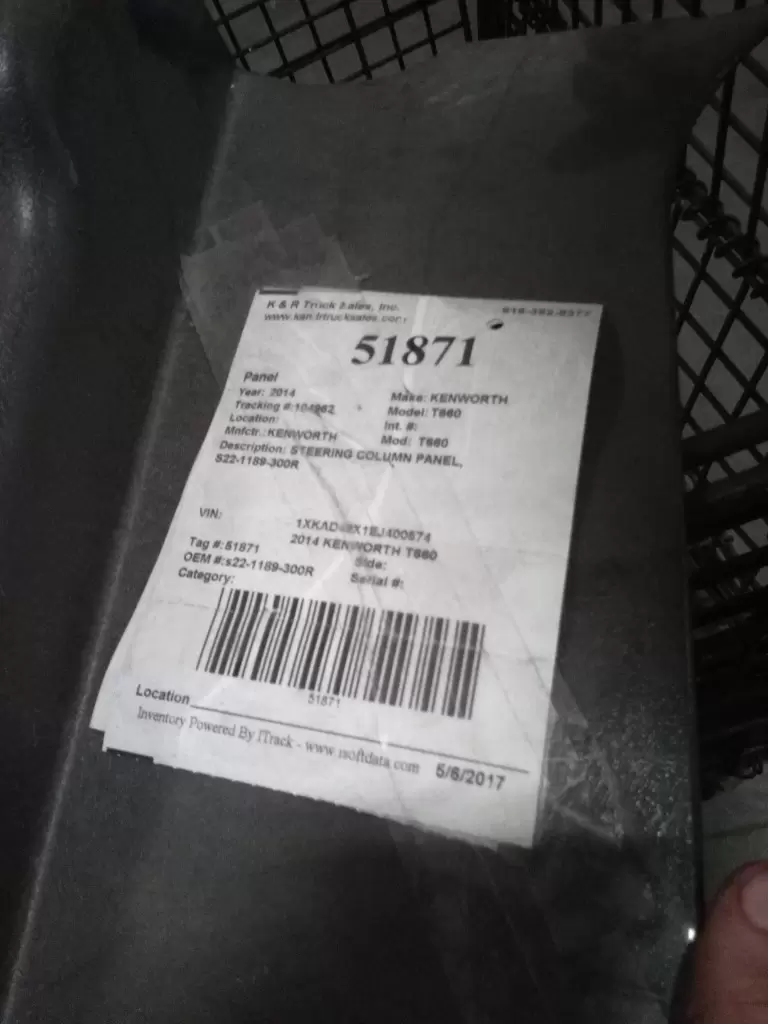 K & R Truck Sales, Inc.
51871
Panel
Year: 2014
Make: KENWORTH
Tracking #:104962
Model: T660
Location:
Int. #:
Mnfctr.: KENWORTH
Mod: T660
Description: STEERING COLUMN PANEL,
S22-1189-300R
VIN:
2014 KENWORTH T660
Tag #:51871
Side:
OEM #:s22-1189-300R
Serial #:
Category:
51871
Location
Inventory Powered By ITrack - www.isoftdata.com 5/6/2017